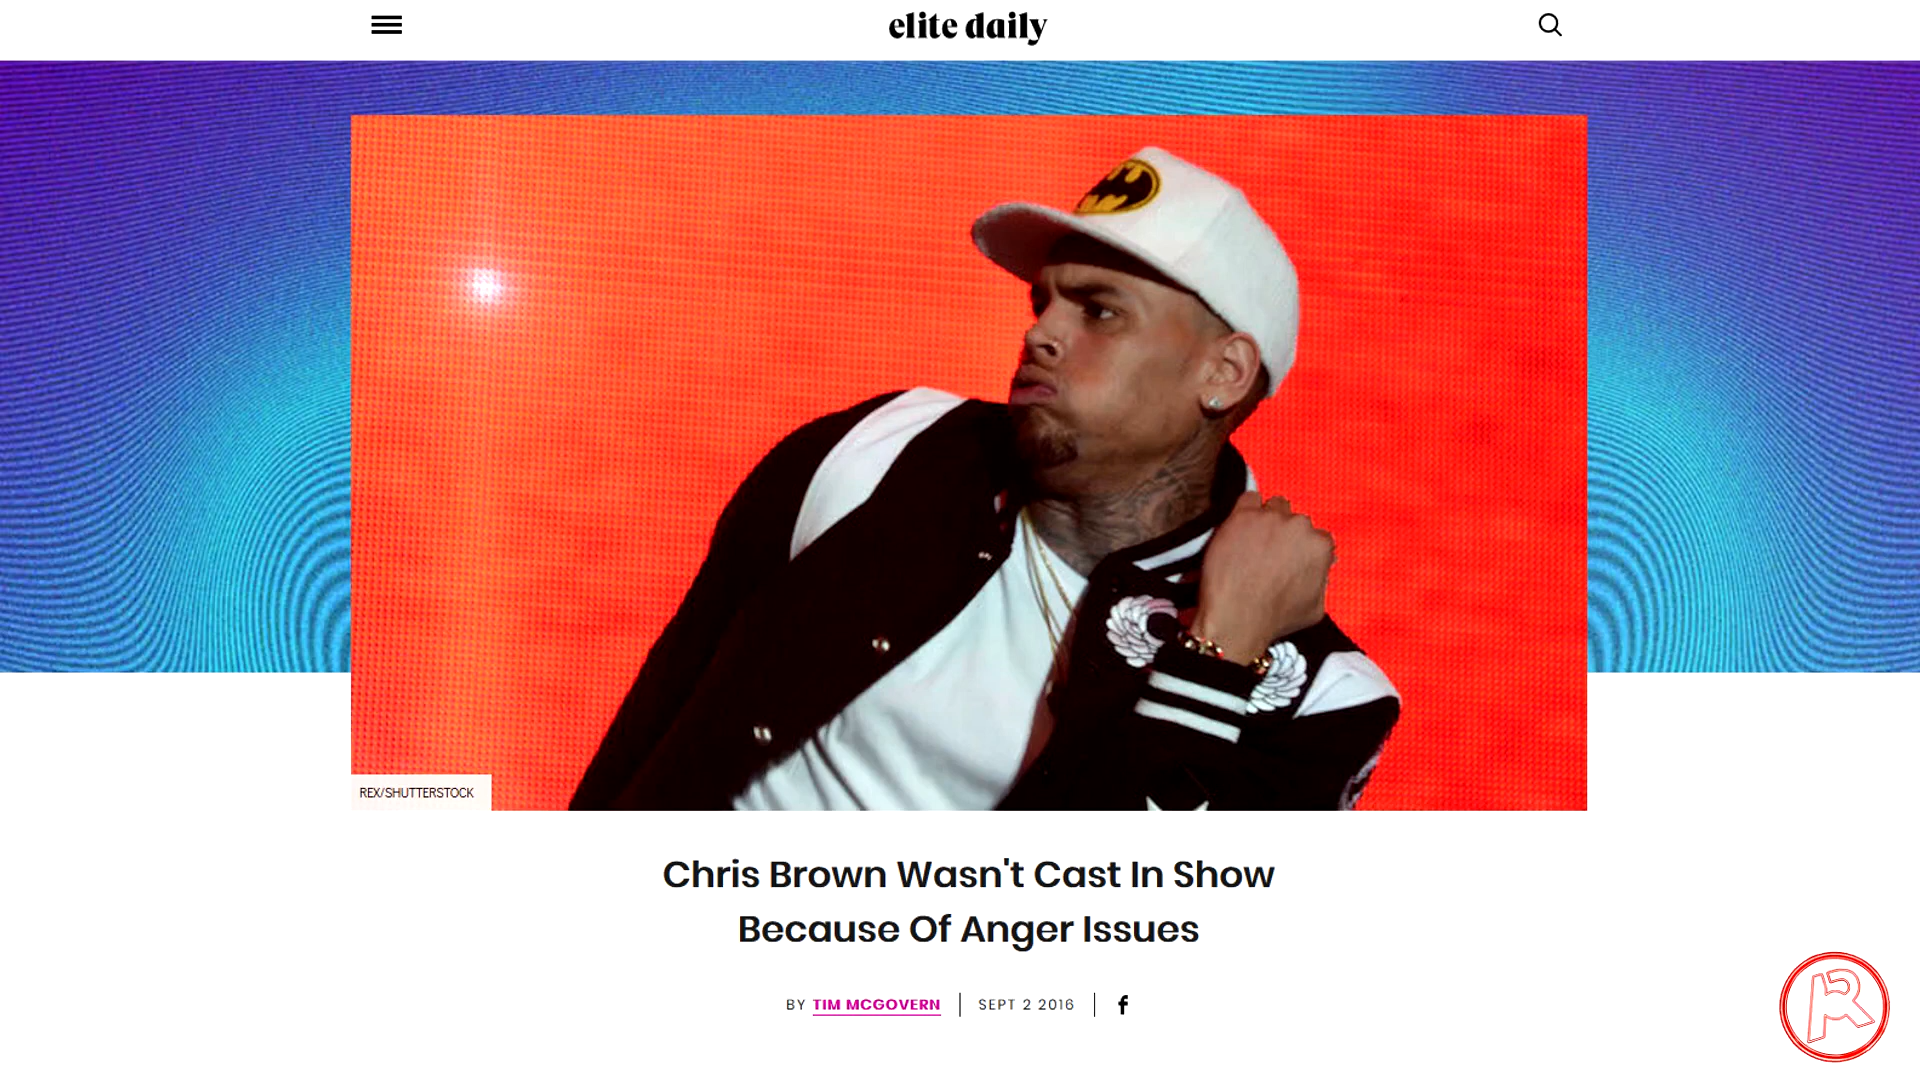 elite daily
REX/SHUTTERSTOCK
Chris Brown Wasn't Cast In Show
Because Of Anger Issues
BY TIM MCGOVERN
SEPT 2 2016
f
R